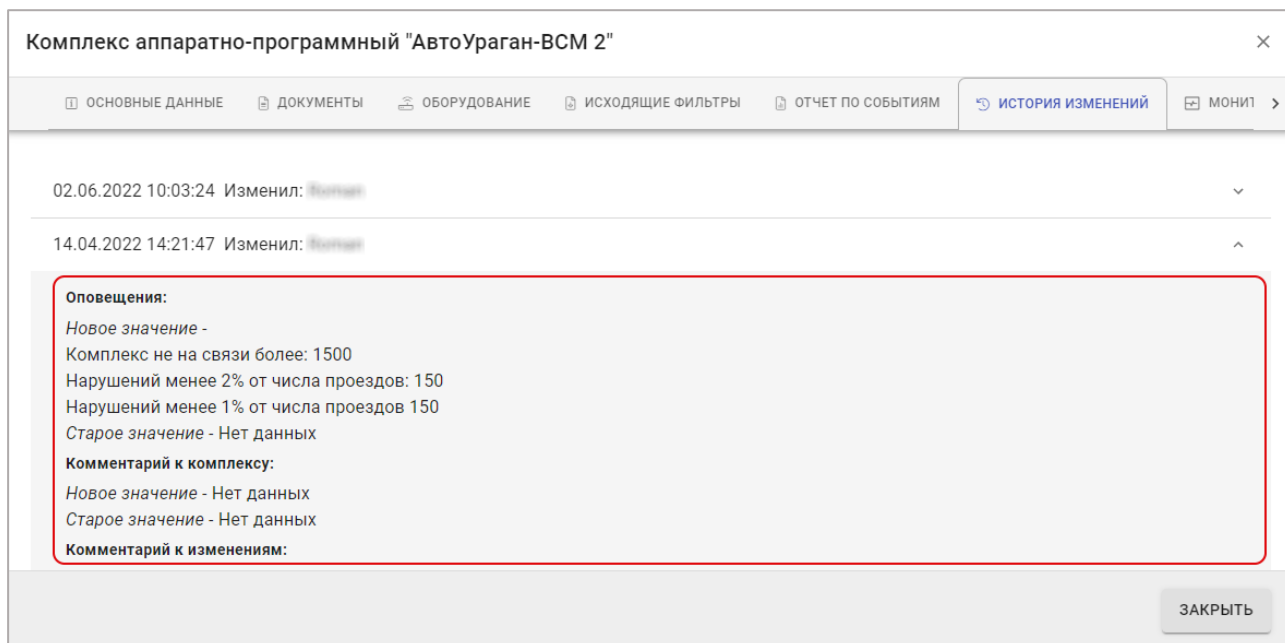 Комплекс аппаратно-программный "АвтоУраган-ВСМ 2"
ОСНОВНЫЕ ДАННЫЕ ДОКУМЕНТЫ ОБОРУДОВАНИЕ ИСХОДЯЩИЕ ФИЛЬТРЫ ОТЧЕТ ПО СОБЫТИЯМ ИСТОРИЯ ИЗМЕНЕНИЙ МОНИТ
02.06.2022 10:03:24 Изменил:
14.04.2022 14:21:47 Изменил:
Оповещения:
Новое значение -
Комплекс не на связи более: 1500
Нарушений менее 2% от числа проездов: 150
Нарушений менее 1% от числа проездов 150
Старое значение - Нет данных
Комментарий к комплексу:
Новое значение - Нет данных
Старое значение - Нет данных
Комментарий к изменениям:
ЗАКРЫТЬ